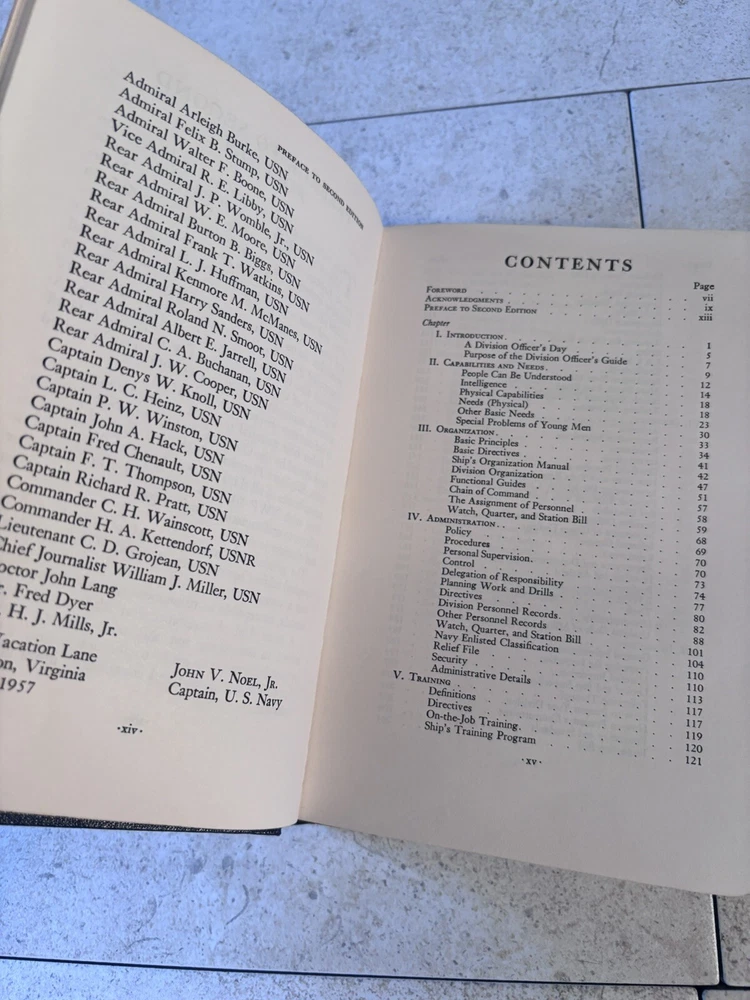 PREFACE TO SECOND EDITION
Admiral Arleigh Burke, USN
Admiral Felix B. Stump, USN
Admiral Walter F. Boone, USN
Vice Admiral R. E. Libby, USN
Rear Admiral J. P. Womble, Jr., USN
Rear Admiral W. E. Moore, USN
Rear Admiral Burton B. Biggs, USN
Rear Admiral Frank T. Watkins, USN
Rear Admiral L. J. Huffman, USN
Rear Admiral Kenmore M. McManes, USN
Rear Admiral Harry Sanders, USN
Rear Admiral Roland N. Smoot, USN
Rear Admiral Albert E. Jarrell, USN
Rear Admiral C. A. Buchanan, USN
Rear Admiral J. W. Cooper, USN
Captain Denys W. Knoll, USN
Captain L. C. Heinz, USN
Captain P. W. Winston, USN
Captain John A. Hack, USN
Captain Fred Chenault, USN
Captain F. T. Thompson, USN
Captain Richard R. Pratt, USN
Commander C. H. Wainscott, USN
Commander H. A. Kettendorf, USNR
Lieutenant C. D. Grojean, USN
Chief Journalist William J. Miller, USN
Doctor John Lang
r. Fred Dyer
. H. J. Mills, Jr.
Vacation Lane
on, Virginia
1957
JOHN V. NOEL, JR.
Captain, U. S. Navy
·xiv·
CONTENTS
Page
FOREWORD vii
ACKNOWLEDGMENTS ix
PREFACE TO SECOND EDITION xiii
Chapter
I. INTRODUCTION 1
A Division Officer's Day 5
Purpose of the Division Officer's Guide 7
II. CAPABILITIES AND NEEDS 9
People Can Be Understood 12
Intelligence 14
Physical Capabilities 18
Needs (Physical) 18
Other Basic Needs 23
Special Problems of Young Men 30
III. ORGANIZATION 33
Basic Principles 34
Basic Directives 41
Ship's Organization Manual 42
Division Organization 47
Functional Guides 51
Chain of Command 57
The Assignment of Personnel 58
Watch, Quarter, and Station Bill 59
IV. ADMINISTRATION 68
Policy 69
Procedures 70
Personal Supervision 70
Control 73
Delegation of Responsibility 74
Planning Work and Drills 77
Directives 80
Division Personnel Records 82
Other Personnel Records 88
Watch, Quarter, and Station Bill 101
Navy Enlisted Classification 104
Relief File 110
Security 110
Administrative Details 113
V. TRAINING 117
Definitions 117
Directives 119
On-the-Job Training 120
Ship's Training Program 121
·xv·